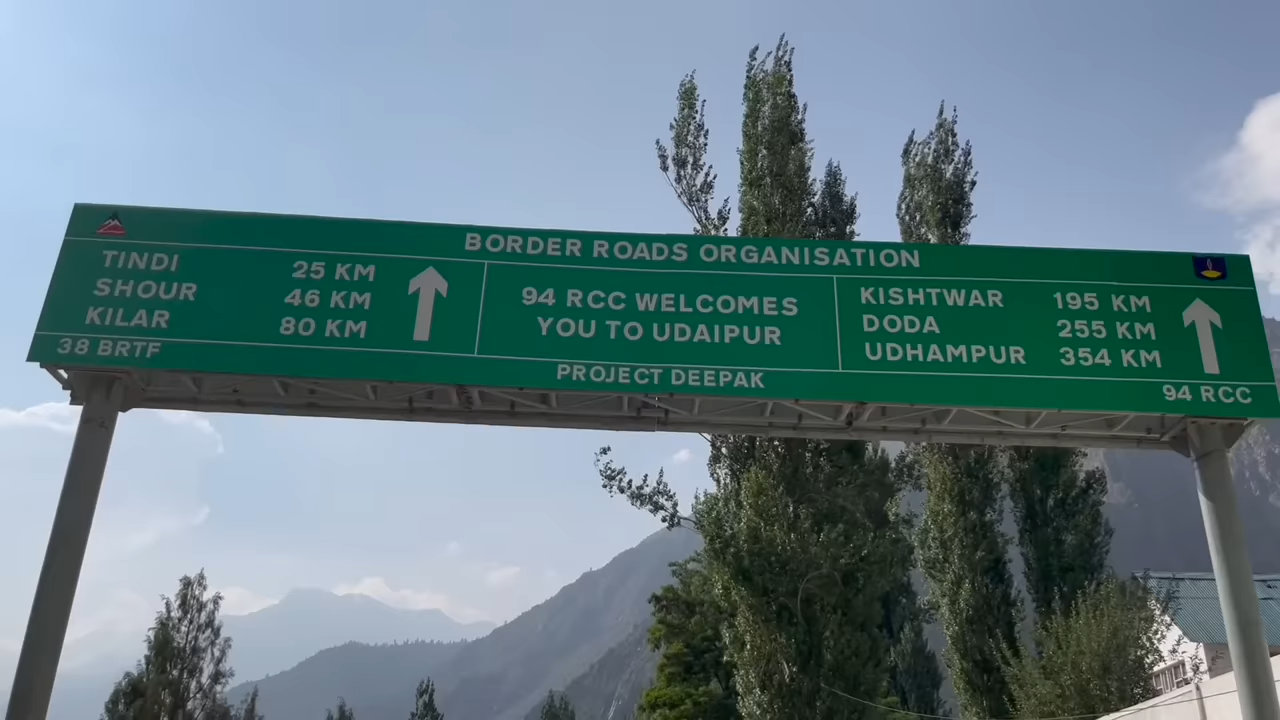 BORDER ROADS ORGANISATION
TINDI 25 KM
SHOUR 46 KM
KILAR 80 KM
94 RCC WELCOMES
YOU TO UDAIPUR
KISHTWAR 195 KM
DODA 255 KM
UDHAMPUR 354 KM
38 BRTF
PROJECT DEEPAK
94 RCC